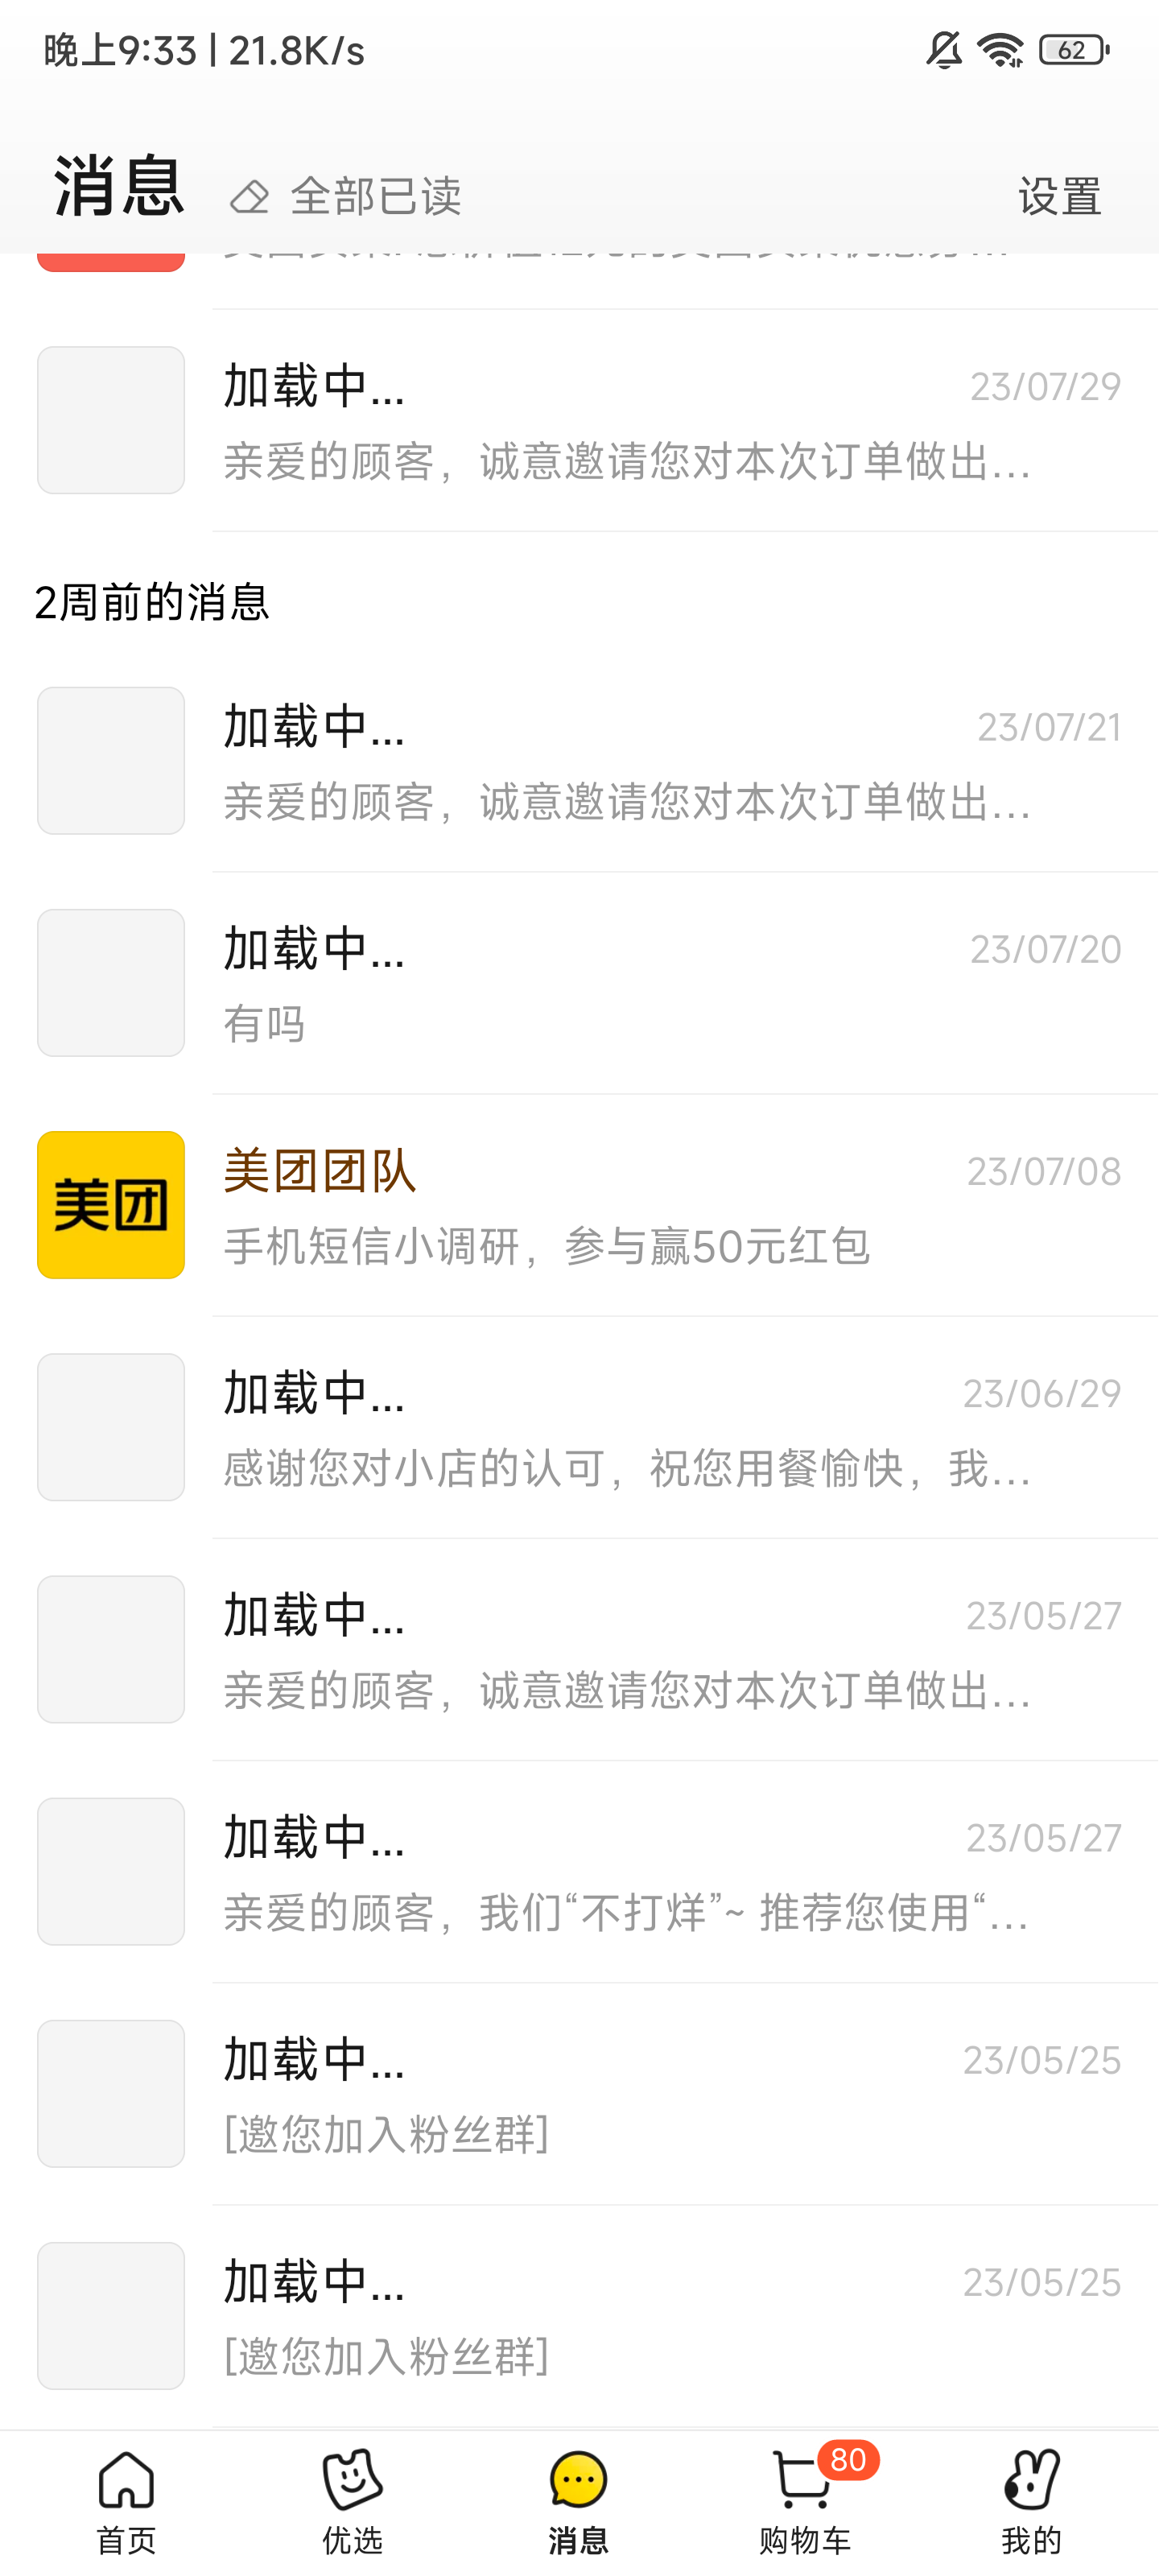 晚上9:33 | 21.8K/s
62
消息
全部已读
设置
加载中...
23/07/29
亲爱的顾客，诚意邀请您对本次订单做出...
2周前的消息
加载中...
23/07/21
亲爱的顾客，诚意邀请您对本次订单做出...
加载中...
23/07/20
有吗
美团
美团团队
23/07/08
手机短信小调研，参与赢50元红包
加载中...
23/06/29
感谢您对小店的认可，祝您用餐愉快，我...
加载中...
23/05/27
亲爱的顾客，诚意邀请您对本次订单做出...
加载中...
23/05/27
亲爱的顾客，我们“不打烊”~ 推荐您使用“...
加载中...
23/05/25
[邀您加入粉丝群]
加载中...
23/05/25
[邀您加入粉丝群]
80
首页
优选
消息
购物车
我的